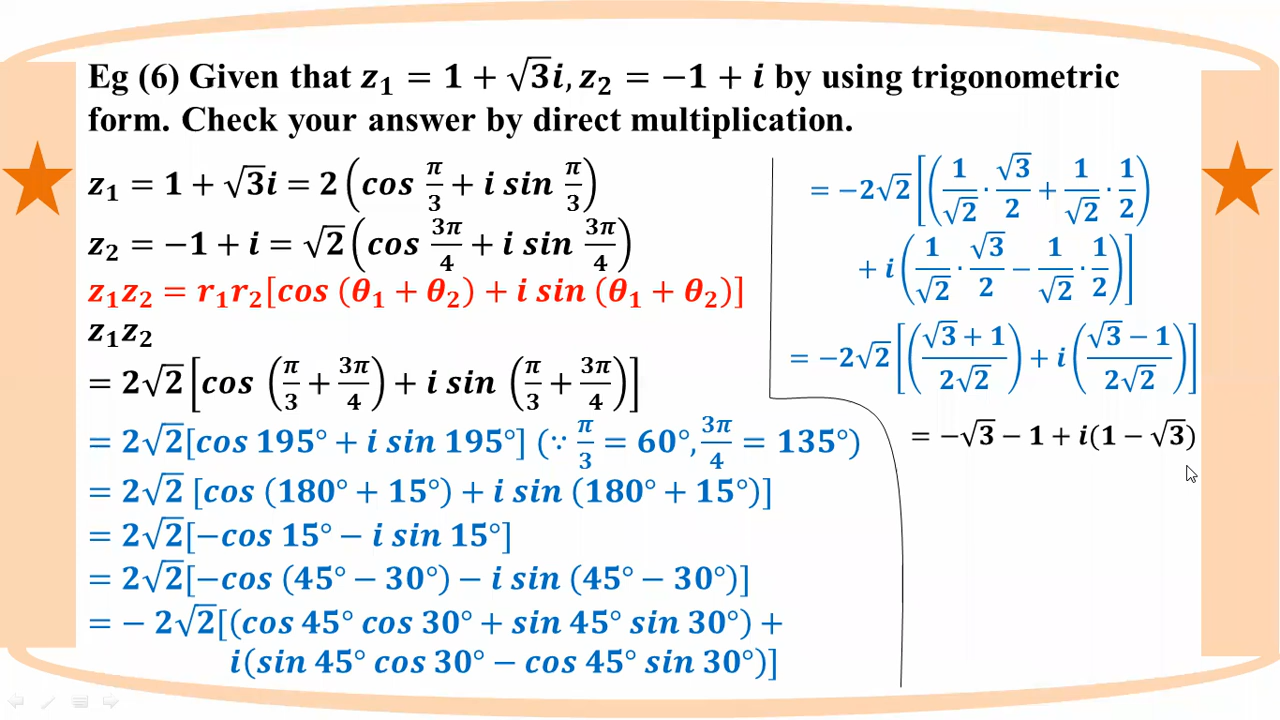 Eg (6) Given that z₁ = 1 + √3i, z₂ = −1 + i by using trigonometric
form. Check your answer by direct multiplication.
z₁ = 1 + √3i = 2 (cos π/3 + i sin π/3)
z₂ = −1 + i = √2 (cos 3π/4 + i sin 3π/4)
z₁z₂ = r₁r₂[cos (θ₁ + θ₂) + i sin (θ₁ + θ₂)]
z₁z₂
= 2√2 [cos (π/3 + 3π/4) + i sin (π/3 + 3π/4)]
= 2√2[cos 195° + i sin 195°] (∵ π/3 = 60°, 3π/4 = 135°)
= 2√2 [cos (180° + 15°) + i sin (180° + 15°)]
= 2√2[−cos 15° − i sin 15°]
= 2√2[−cos (45° − 30°) − i sin (45° − 30°)]
= − 2√2[(cos 45° cos 30° + sin 45° sin 30°) +
i(sin 45° cos 30° − cos 45° sin 30°)]
= −2√2 [(1/√2 · √3/2 + 1/√2 · 1/2)
+ i (1/√2 · √3/2 − 1/√2 · 1/2)]
= −2√2 [((√3 + 1)/2√2) + i ((√3 − 1)/2√2)]
= −√3 − 1 + i(1 − √3)